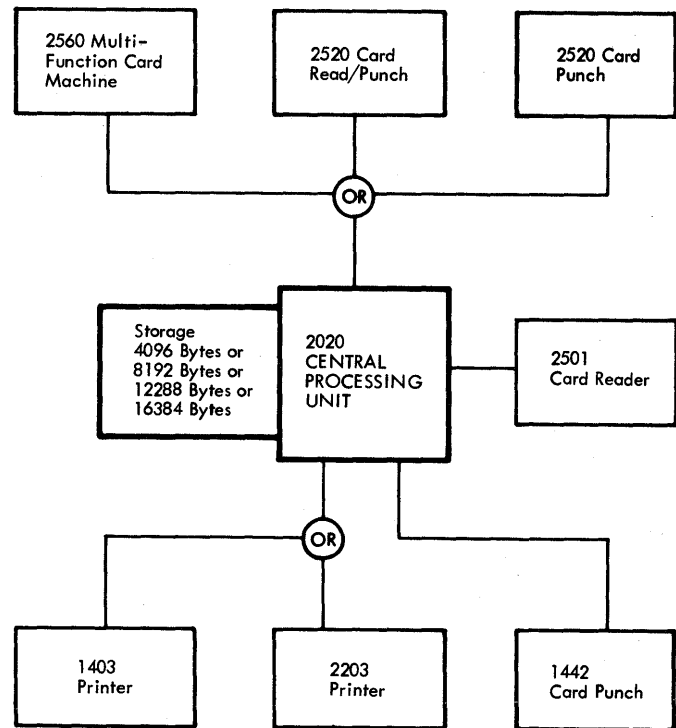 2560 Multi-
Function Card
Machine
2520 Card
Read/Punch
2520 Card
Punch
OR
Storage
4096 Bytes or
8192 Bytes or
12288 Bytes or
16384 Bytes
2020
CENTRAL
PROCESSING
UNIT
2501
Card Reader
OR
1403
Printer
2203
Printer
1442
Card Punch